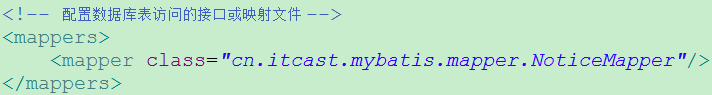 <!-- 配置数据库表访问的接口或映射文件 -->
<mappers>
    <mapper class="cn.itcast.mybatis.mapper.NoticeMapper"/>
</mappers>